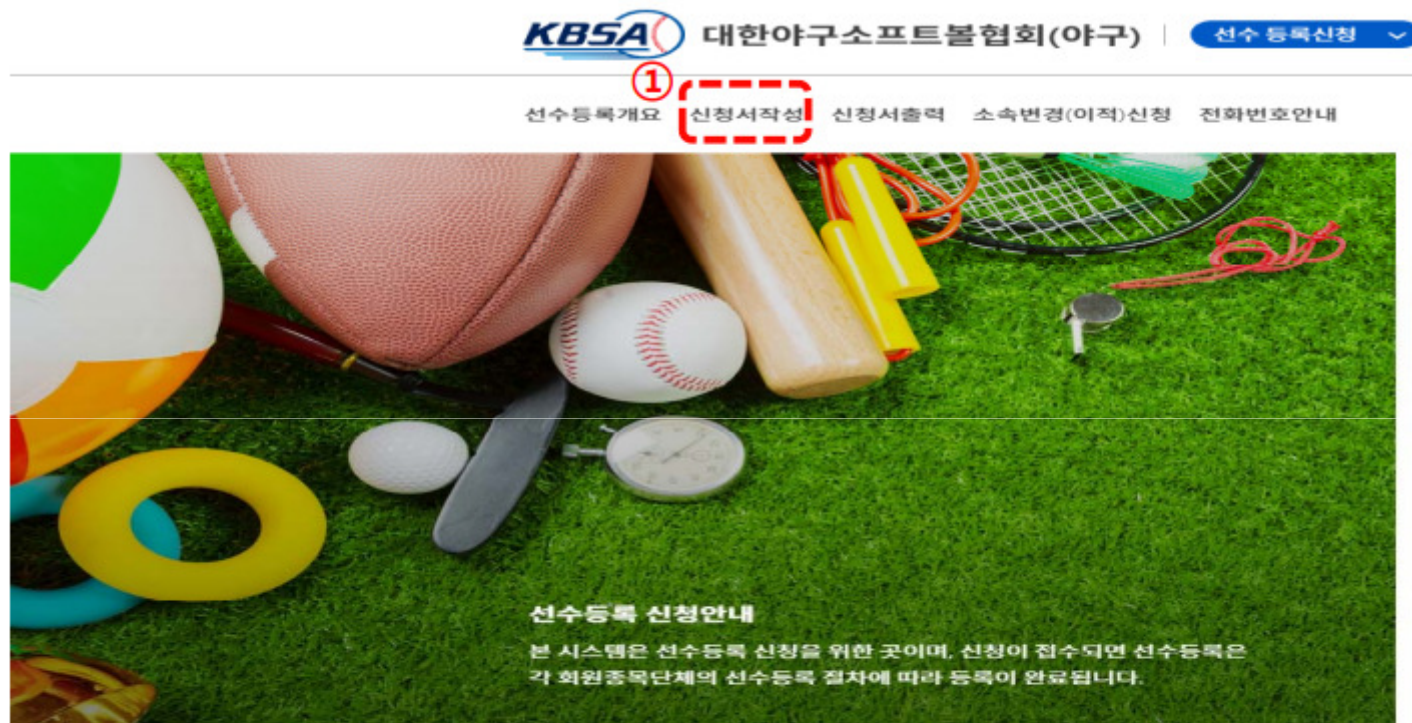 KBSA 대한야구소프트볼협회(야구) 선수 등록신청
①
선수등록개요 신청서작성 신청서출력 소속변경(이적)신청 전화번호안내
선수등록 신청안내
본 시스템은 선수등록 신청을 위한 곳이며, 신청이 접수되면 선수등록은
각 회원종목단체의 선수등록 절차에 따라 등록이 완료됩니다.